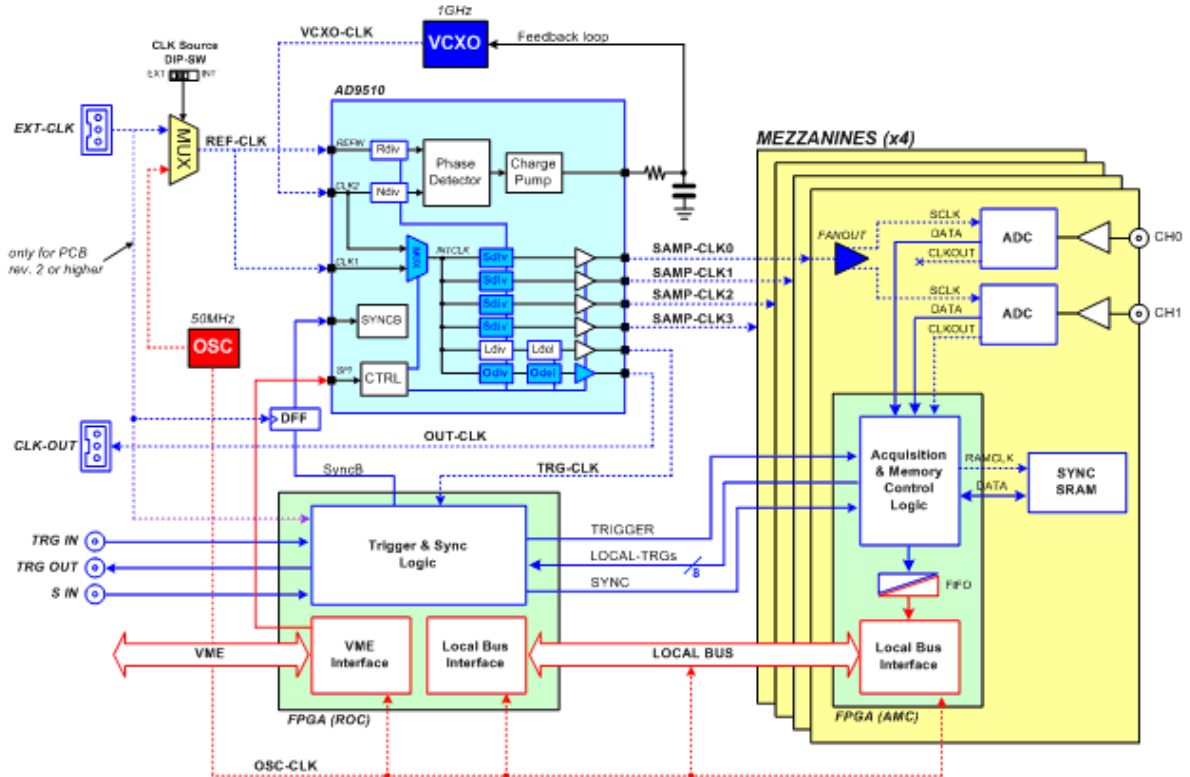 1GHz
VCXO-CLK
VCXO
Feedback loop
CLK Source
DIP-SW
EXT
INT
AD9510
EXT-CLK
MUX
REF-CLK
REFIN
Rdiv
Phase
Detector
Charge
Pump
CLK2
Ndiv
MEZZANINES (x4)
only for PCB
rev. 2 or higher
CLK1
MUX
INTCLK
Sdiv
SAMP-CLK0
FANOUT
SCLK
DATA
CLKOUT
ADC
CH0
Sdiv
SAMP-CLK1
Sdiv
SAMP-CLK2
Sdiv
SAMP-CLK3
SCLK
DATA
CLKOUT
ADC
CH1
50MHz
OSC
SYNCB
Ldiv
Ldel
SPI
CTRL
Odiv
Odel
DFF
CLK-OUT
OUT-CLK
SyncB
TRG-CLK
Acquisition
& Memory
Control
Logic
RAMCLK
DATA
SYNC
SRAM
TRG IN
TRG OUT
S IN
Trigger & Sync
Logic
TRIGGER
LOCAL-TRGs
8
SYNC
FIFO
VME
VME
Interface
Local Bus
Interface
LOCAL BUS
Local Bus
Interface
FPGA (ROC)
FPGA (AMC)
OSC-CLK